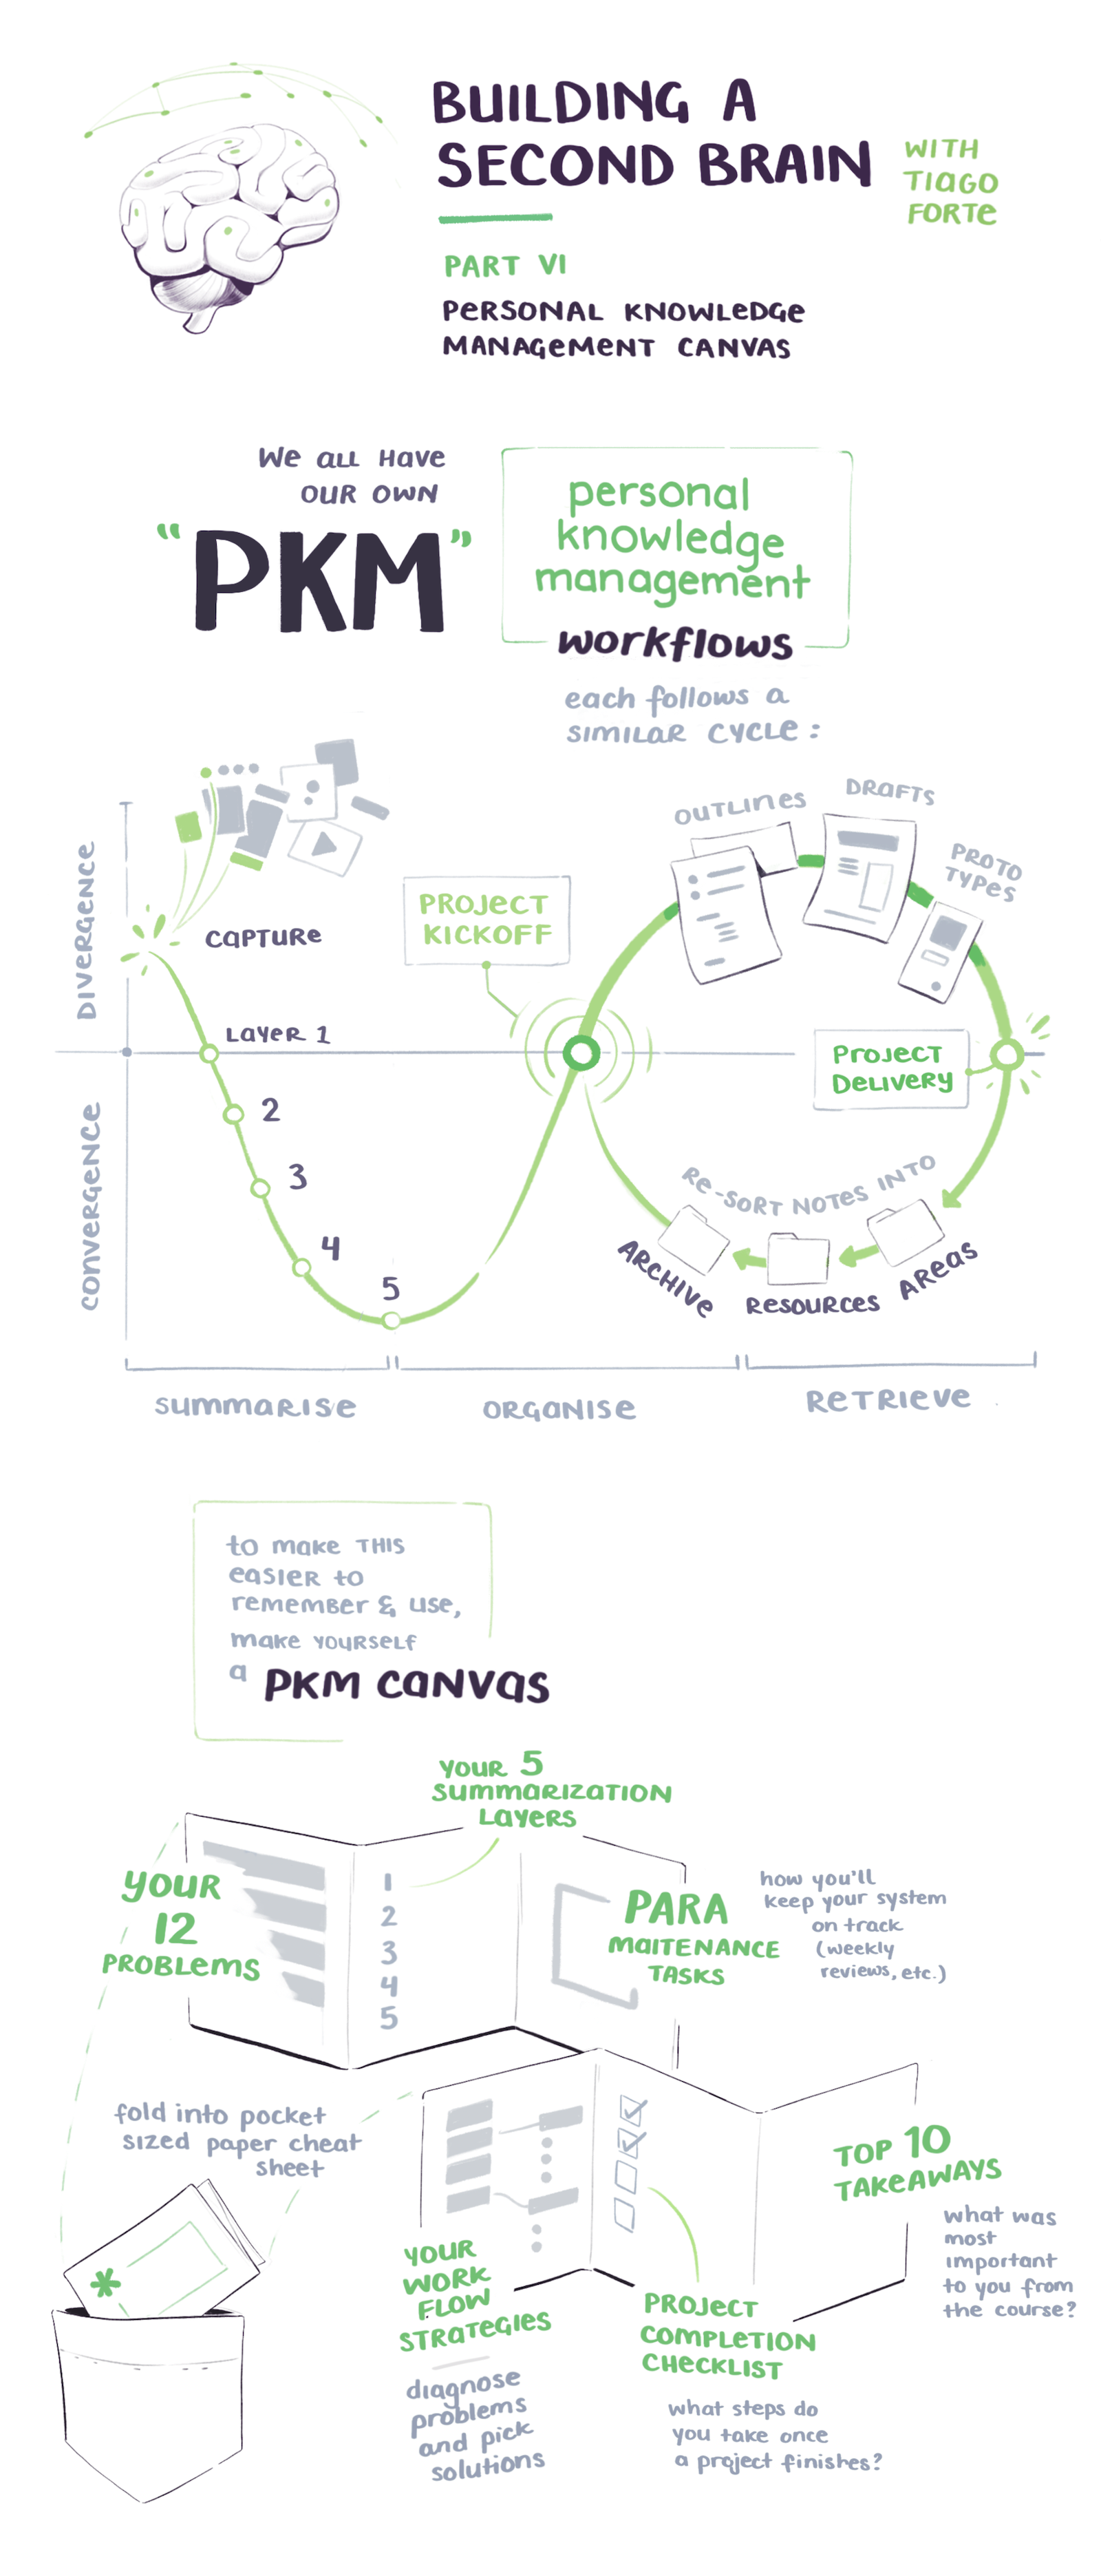 BUILDING A
SECOND BRAIN
WITH
TIAGO
FORTE
PART VI
PERSONAL KNOWLEDGE
MANAGEMENT CANVAS
We all Have
OUR OWN
"PKM"
personal
knowledge
management
workflows
each follows a
SIMILAR CYCLE :
DIVERGENCE
CONVERGENCE
CAPTURE
LAYER 1
2
3
4
5
PROJECT
KICKOFF
OUTLINES
DRAFTS
PROTO
TYPES
PROJECT
DELIVERY
RE-SORT NOTES INTO
ARCHIVE
RESOURCES
AREAS
SUMMARISE
ORGANISE
RETRIEVE
to make THIS
easier to
remember & use,
make YOURSELF
a PKM CANVAS
YOUR 5
SUMMARIZATION
LAYERS
YOUR
12
PROBLEMS
1
2
3
4
5
PARA
MAITENANCE
TASKS
how you'll
keep your system
on track
(weekly
reviews, etc.)
fold into pocket
sized paper cheat
sheet
YOUR
WORK
FLOW
STRATEGIES
diagnose
problems
and pick
solutions
PROJECT
COMPLETION
CHECKLIST
what steps do
you take once
a project finishes?
TOP 10
TAKEAWAYS
what was
most
important
to you from
the course?